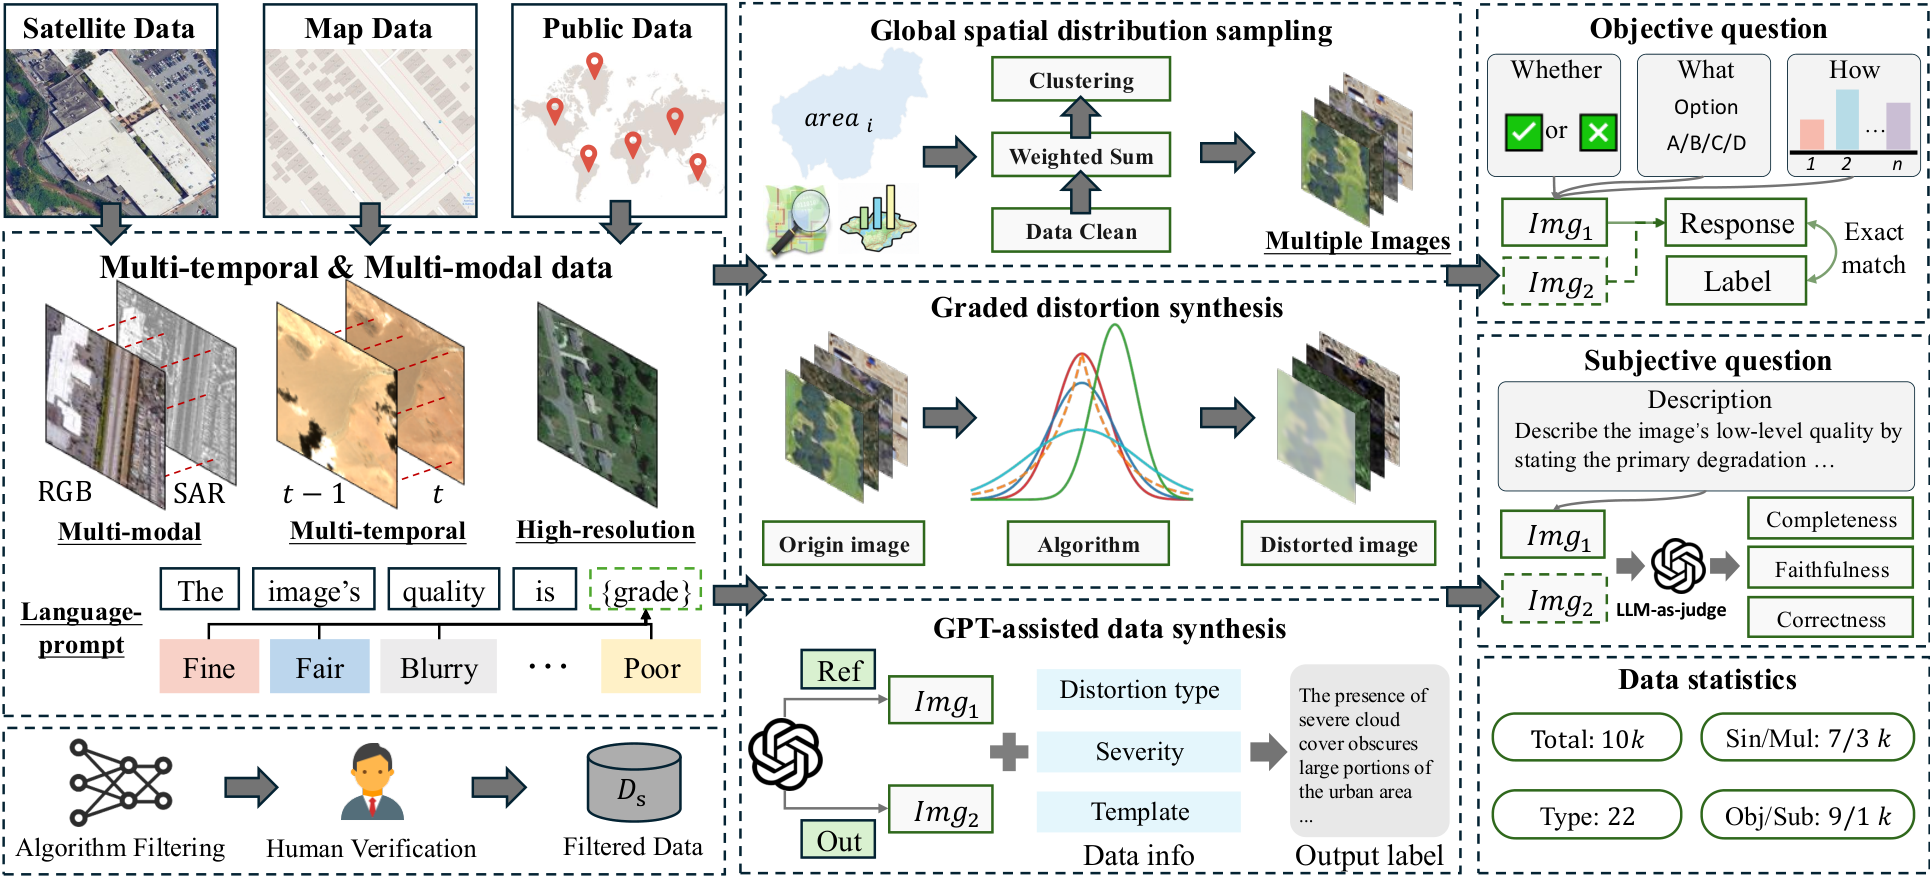 Satellite Data
Map Data
Public Data
Multi-temporal & Multi-modal data
RGB
SAR
t − 1
t
Multi-modal
Multi-temporal
High-resolution
Language-
prompt
The image's quality is {grade}
Fine
Fair
Blurry
...
Poor
Algorithm Filtering
Human Verification
D_s
Filtered Data
Global spatial distribution sampling
area i
Clustering
Weighted Sum
Data Clean
Multiple Images
Graded distortion synthesis
Origin image
Algorithm
Distorted image
GPT-assisted data synthesis
Ref
Img1
Img2
Out
Distortion type
Severity
Template
Data info
The presence of
severe cloud
cover obscures
large portions of
the urban area
...
Output label
Objective question
Whether
or
What
Option
A/B/C/D
How
...
1 2 n
Img1
Img2
Response
Label
Exact
match
Subjective question
Description
Describe the image's low-level quality by
stating the primary degradation ...
Img1
Img2
LLM-as-judge
Completeness
Faithfulness
Correctness
Data statistics
Total: 10k
Sin/Mul: 7/3 k
Type: 22
Obj/Sub: 9/1 k